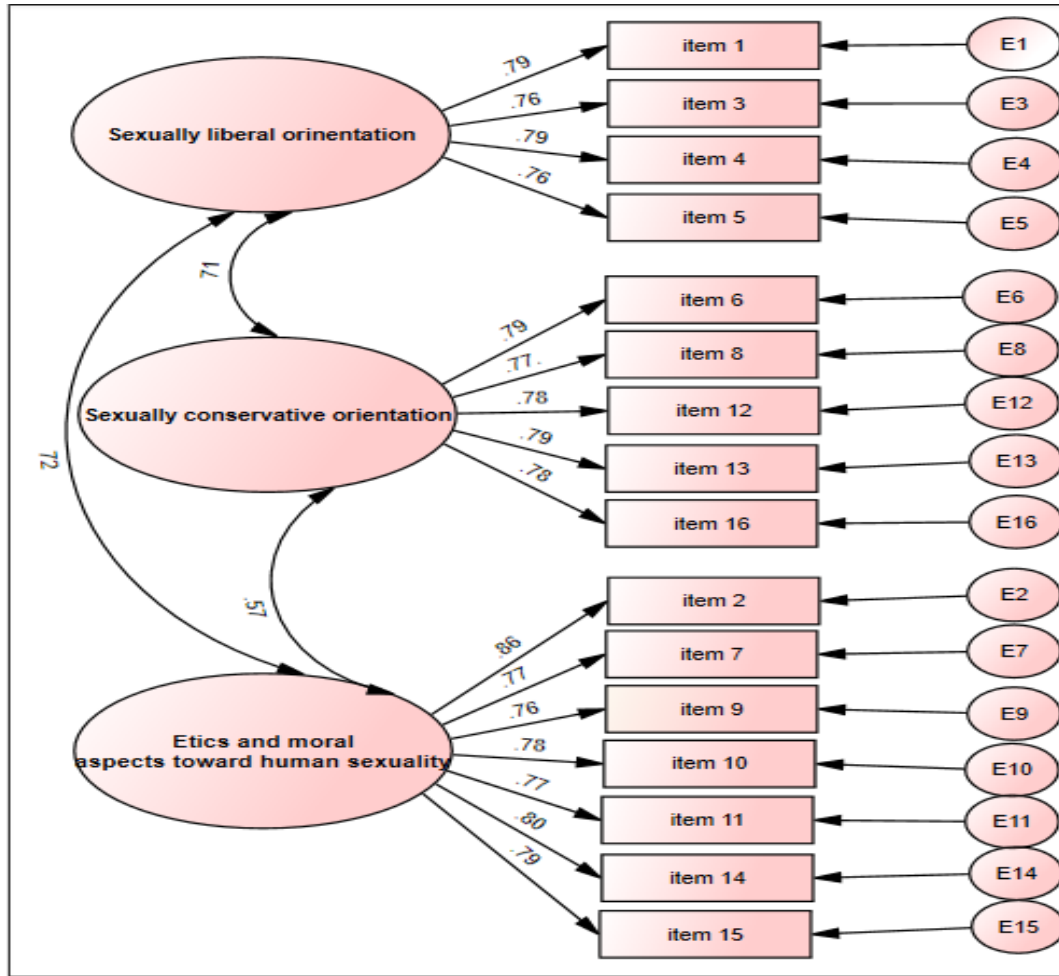 Sexually liberal orinentation
.79
.76
.79
.76
item 1
item 3
item 4
item 5
E1
E3
E4
E5
71
72
Sexually conservative orientation
.79
.77.
.78
.79
.78
item 6
item 8
item 12
item 13
item 16
E6
E8
E12
E13
E16
.57
Etics and moral
aspects toward human sexuality
.86
.77
.76
.78
.77
.80
.79
item 2
item 7
item 9
item 10
item 11
item 14
item 15
E2
E7
E9
E10
E11
E14
E15